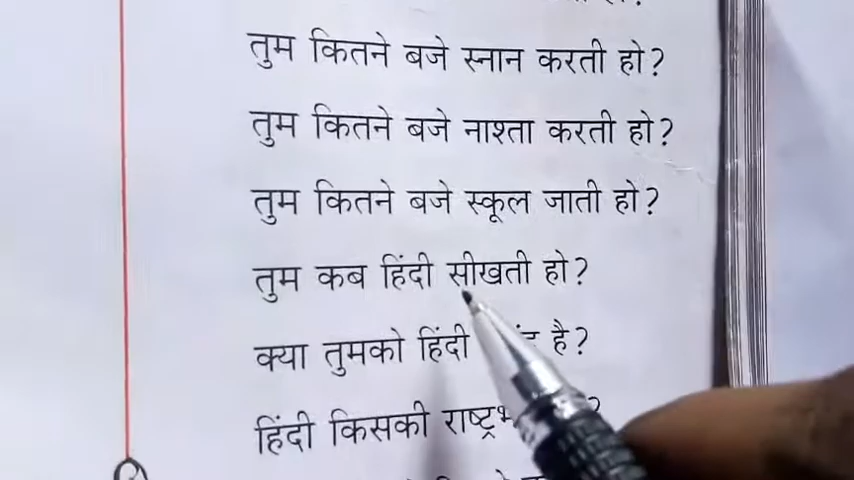 तुम कितने बजे स्नान करती हो?
तुम कितने बजे नाश्ता करती हो?
तुम कितने बजे स्कूल जाती हो?
तुम कब हिंदी सीखती हो?
क्या तुमको हिंदी है?
हिंदी किसकी